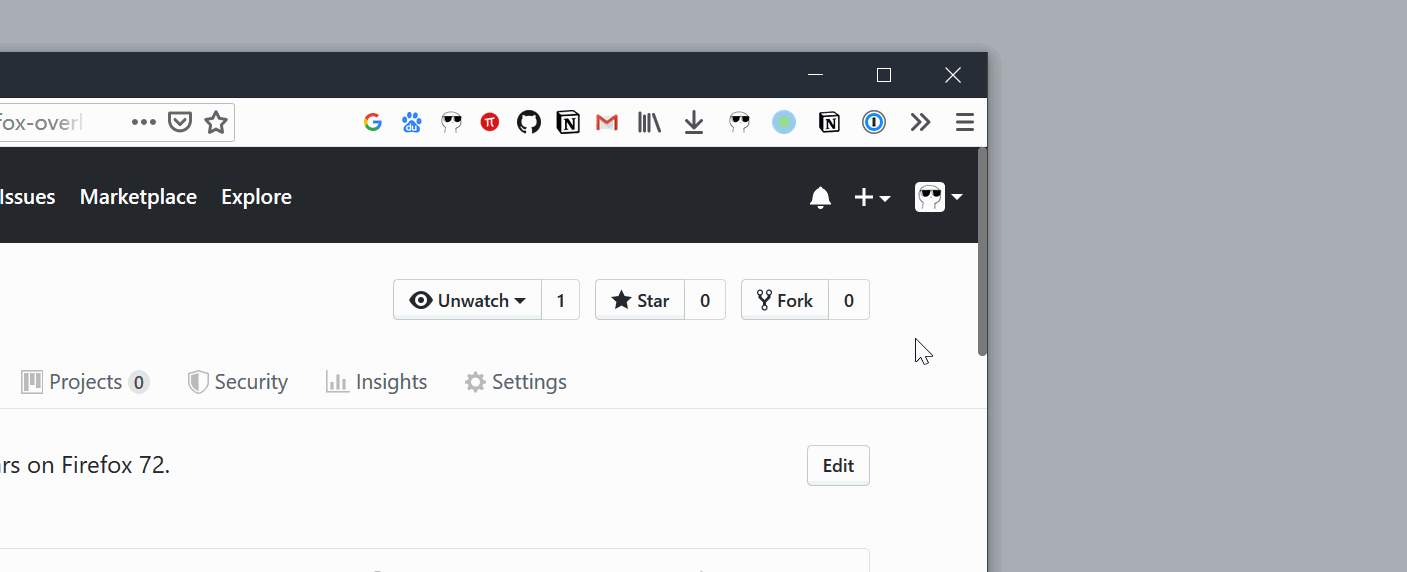 fox-overl
Issues Marketplace Explore
Unwatch 1 Star 0 Fork 0
Projects 0 Security Insights Settings
rs on Firefox 72.
Edit